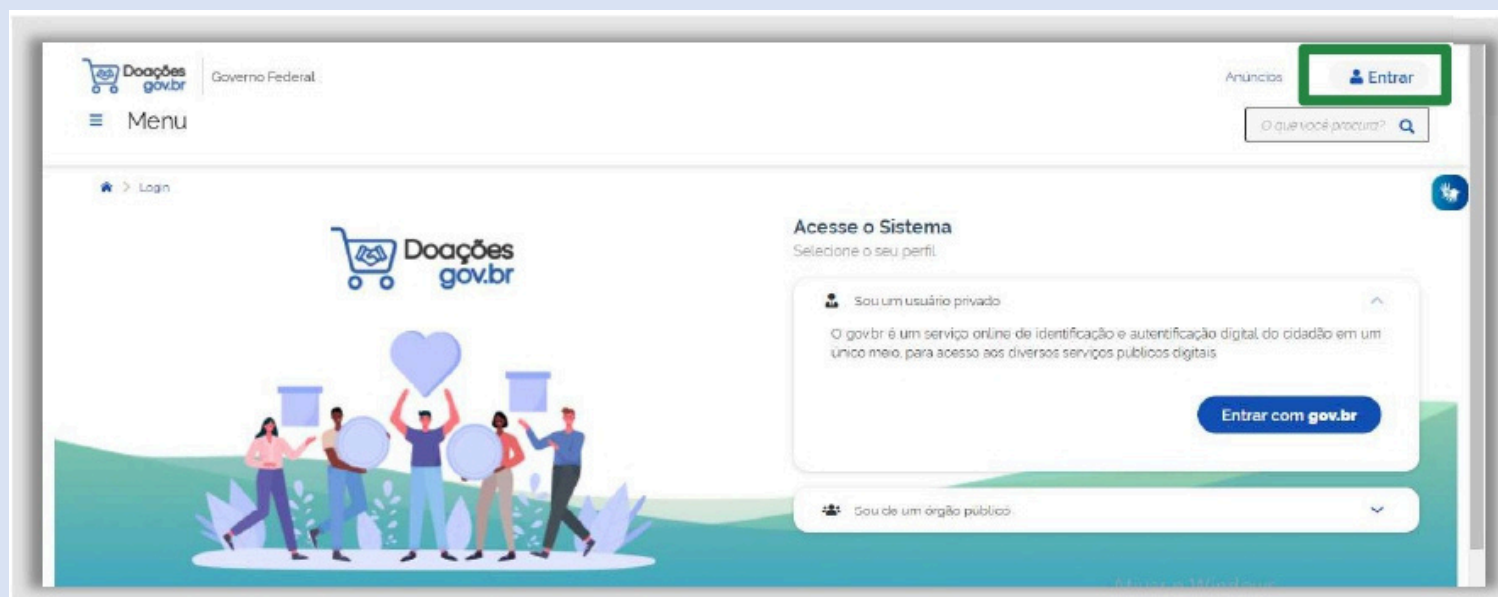 Doações
gov.br
Governo Federal
Anúncios
Entrar
Menu
O que você procura?
Login
Doações
gov.br
Acesse o Sistema
Selecione o seu perfil
Sou um usuário privado
O gov.br é um serviço online de identificação e autentificação digital do cidadão em um
único meio, para acesso aos diversos serviços públicos digitais
Entrar com gov.br
Sou de um órgão público
Ativar o Windows